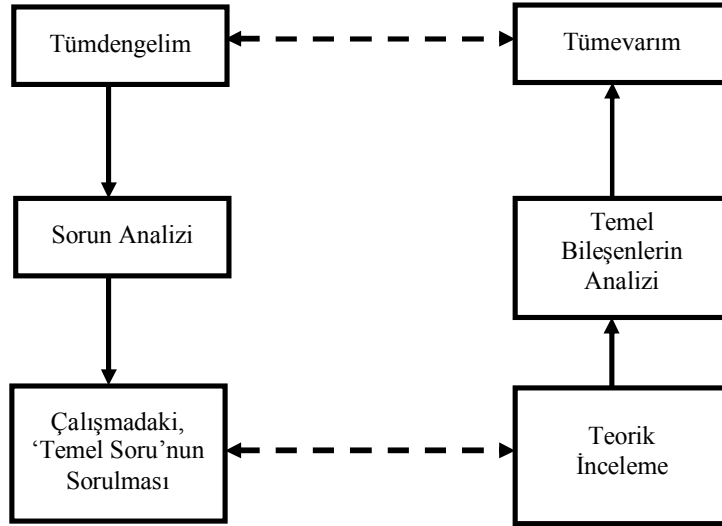 Tümdengelim
Tümevarım
Sorun Analizi
Temel
Bileşenlerin
Analizi
Çalışmadaki,
‘Temel Soru’nun
Sorulması
Teorik
İnceleme